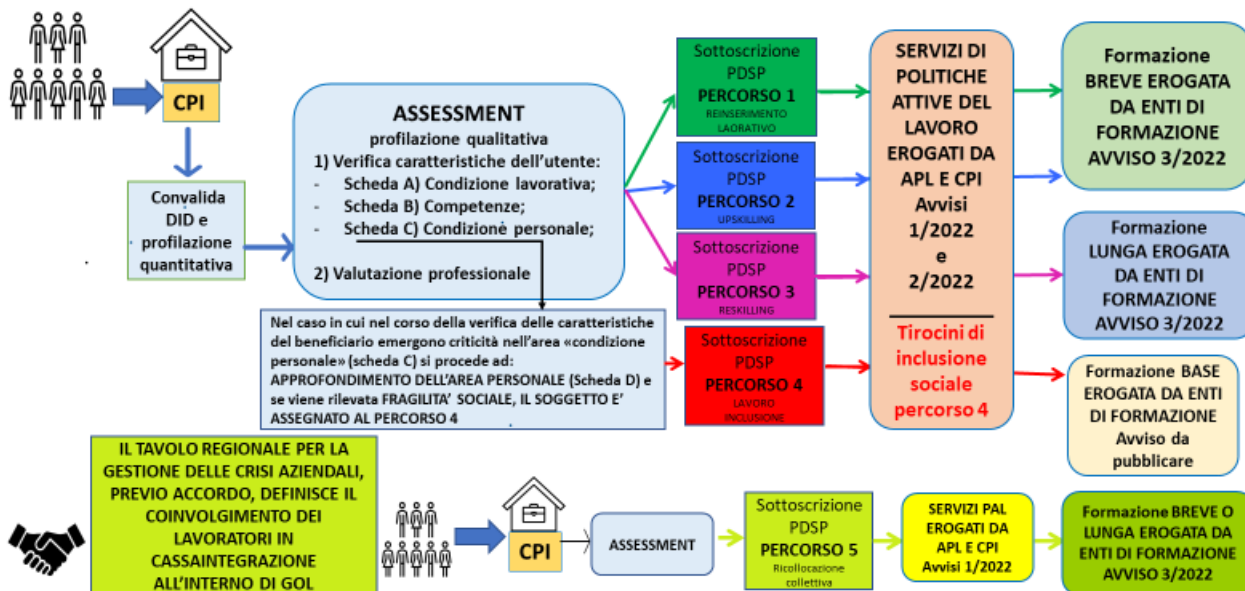 CPI
Convalida
DID e
profilazione
quantitativa
ASSESSMENT
profilazione qualitativa
1) Verifica caratteristiche dell'utente:
- Scheda A) Condizione lavorativa;
- Scheda B) Competenze;
- Scheda C) Condizione personale;
2) Valutazione professionale
Nel caso in cui nel corso della verifica delle caratteristiche
del beneficiario emergono criticità nell'area «condizione
personale» (scheda C) si procede ad:
APPROFONDIMENTO DELL'AREA PERSONALE (Scheda D) e
se viene rilevata FRAGILITA' SOCIALE, IL SOGGETTO E'
ASSEGNATO AL PERCORSO 4
Sottoscrizione
PDSP
PERCORSO 1
REINSERIMENTO
LAORATIVO
Sottoscrizione
PDSP
PERCORSO 2
UPSKILLING
Sottoscrizione
PDSP
PERCORSO 3
RESKILLING
Sottoscrizione
PDSP
PERCORSO 4
LAVORO
INCLUSIONE
SERVIZI DI
POLITICHE
ATTIVE DEL
LAVORO
EROGATI DA
APL E CPI
Avvisi
1/2022
e
2/2022
Tirocini di
inclusione
sociale
percorso 4
Formazione
BREVE EROGATA
DA ENTI DI
FORMAZIONE
AVVISO 3/2022
Formazione
LUNGA EROGATA
DA ENTI DI
FORMAZIONE
AVVISO 3/2022
Formazione BASE
EROGATA DA ENTI
DI FORMAZIONE
Avviso da
pubblicare
IL TAVOLO REGIONALE PER LA
GESTIONE DELLE CRISI AZIENDALI,
PREVIO ACCORDO, DEFINISCE IL
COINVOLGIMENTO DEI
LAVORATORI IN
CASSAINTEGRAZIONE
ALL'INTERNO DI GOL
CPI
ASSESSMENT
Sottoscrizione
PDSP
PERCORSO 5
Ricollocazione
collettiva
SERVIZI PAL
EROGATI DA
APL E CPI
Avvisi 1/2022
Formazione BREVE O
LUNGA EROGATA DA
ENTI DI FORMAZIONE
AVVISO 3/2022